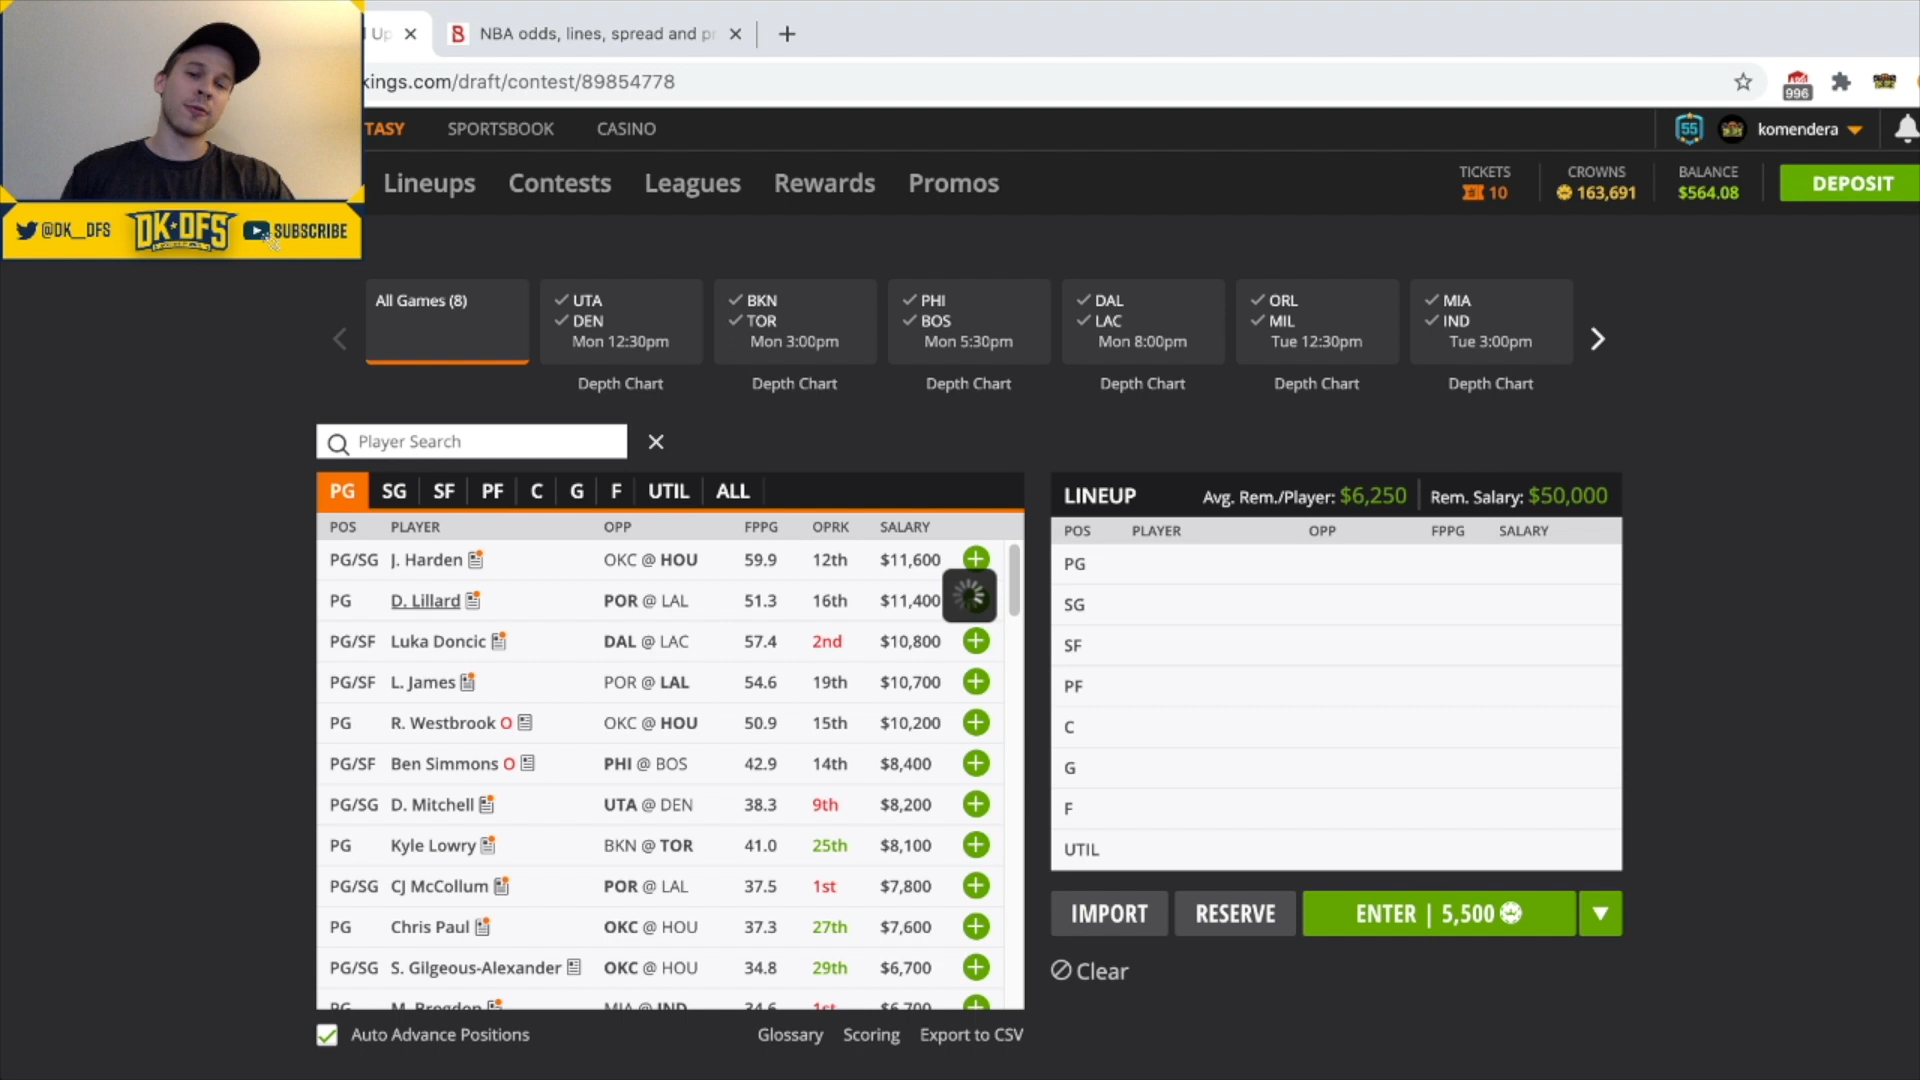 Up
NBA odds, lines, spread and pr
kings.com/draft/contest/89854778
996
TASY SPORTSBOOK CASINO
55 komendera
Lineups Contests Leagues Rewards Promos
TICKETS 10
CROWNS 163,691
BALANCE $564.08
DEPOSIT
@DK__DFS DK★DFS SUBSCRIBE
All Games (8)
UTA
DEN
Mon 12:30pm
Depth Chart
BKN
TOR
Mon 3:00pm
Depth Chart
PHI
BOS
Mon 5:30pm
Depth Chart
DAL
LAC
Mon 8:00pm
Depth Chart
ORL
MIL
Tue 12:30pm
Depth Chart
MIA
IND
Tue 3:00pm
Depth Chart
Player Search
PG SG SF PF C G F UTIL ALL
POS PLAYER OPP FPPG OPRK SALARY
PG/SG J. Harden OKC @ HOU 59.9 12th $11,600
PG D. Lillard POR @ LAL 51.3 16th $11,400
PG/SF Luka Doncic DAL @ LAC 57.4 2nd $10,800
PG/SF L. James POR @ LAL 54.6 19th $10,700
PG R. Westbrook O OKC @ HOU 50.9 15th $10,200
PG/SF Ben Simmons O PHI @ BOS 42.9 14th $8,400
PG/SG D. Mitchell UTA @ DEN 38.3 9th $8,200
PG Kyle Lowry BKN @ TOR 41.0 25th $8,100
PG/SG CJ McCollum POR @ LAL 37.5 1st $7,800
PG Chris Paul OKC @ HOU 37.3 27th $7,600
PG/SG S. Gilgeous-Alexander OKC @ HOU 34.8 29th $6,700
PG M. Brogdon MIA @ IND 34.6 1st $6,700
Auto Advance Positions
Glossary Scoring Export to CSV
LINEUP Avg. Rem./Player: $6,250 Rem. Salary: $50,000
POS PLAYER OPP FPPG SALARY
PG
SG
SF
PF
C
G
F
UTIL
IMPORT RESERVE ENTER | 5,500
Clear